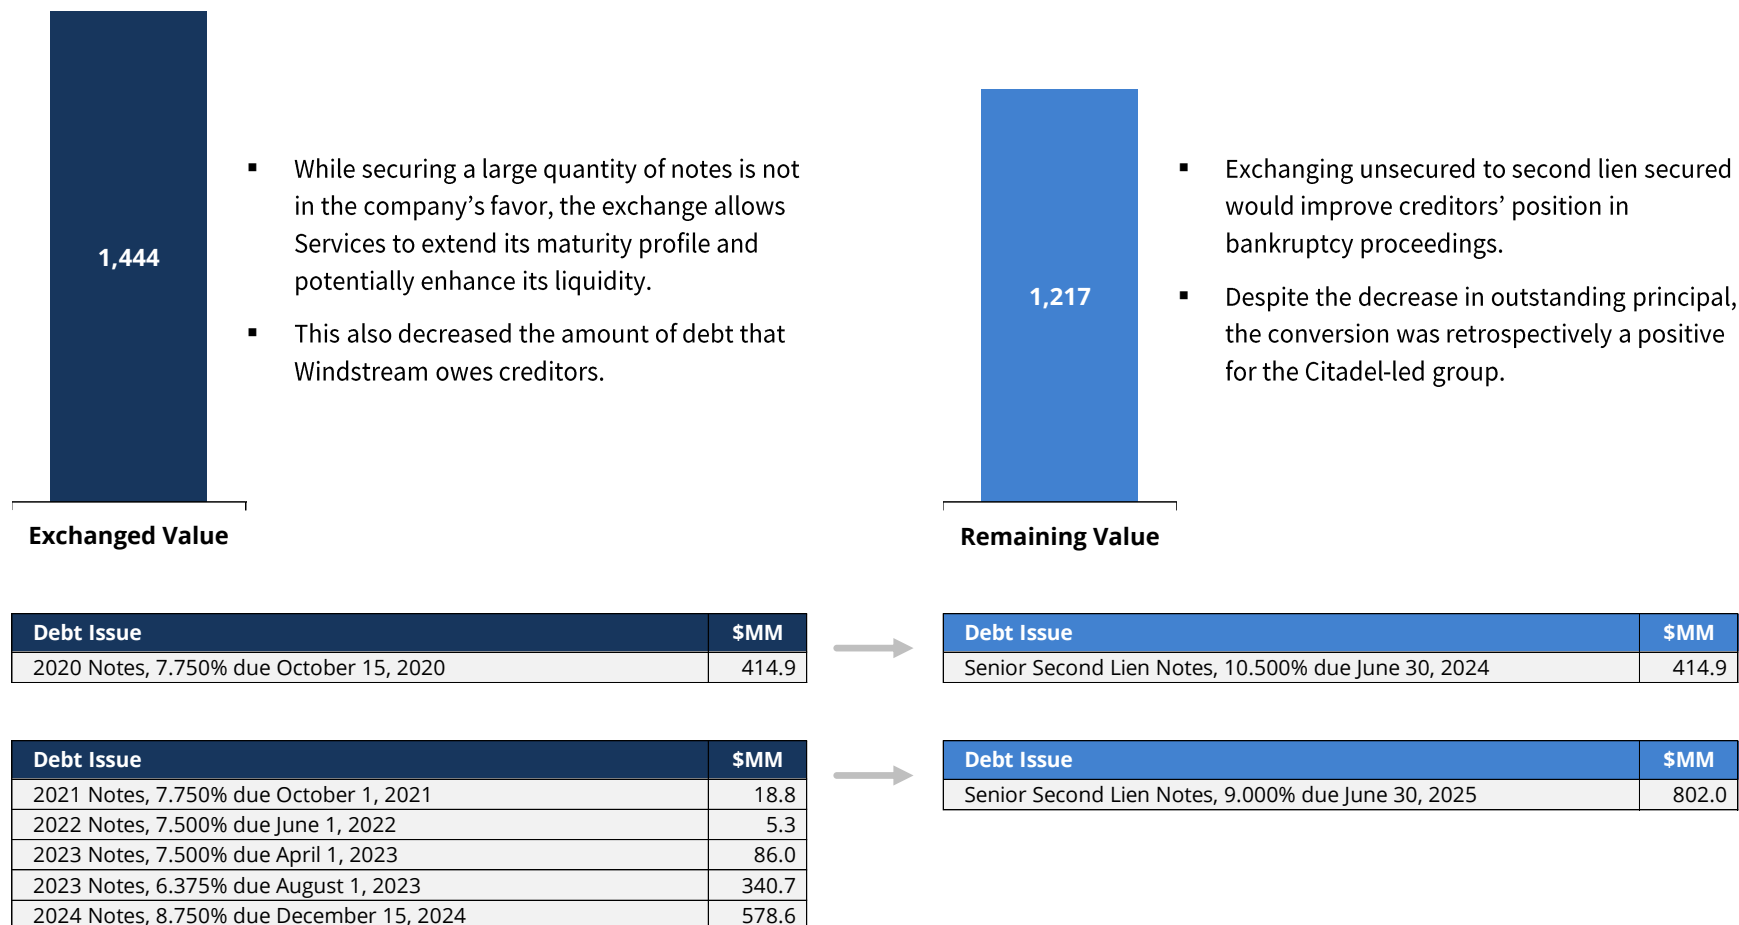 1,444
▪ While securing a large quantity of notes is not
in the company’s favor, the exchange allows
Services to extend its maturity profile and
potentially enhance its liquidity.
▪ This also decreased the amount of debt that
Windstream owes creditors.
Exchanged Value
1,217
▪ Exchanging unsecured to second lien secured
would improve creditors’ position in
bankruptcy proceedings.
▪ Despite the decrease in outstanding principal,
the conversion was retrospectively a positive
for the Citadel-led group.
Remaining Value
Debt Issue $MM
2020 Notes, 7.750% due October 15, 2020 414.9
Debt Issue $MM
Senior Second Lien Notes, 10.500% due June 30, 2024 414.9
Debt Issue $MM
2021 Notes, 7.750% due October 1, 2021 18.8
2022 Notes, 7.500% due June 1, 2022 5.3
2023 Notes, 7.500% due April 1, 2023 86.0
2023 Notes, 6.375% due August 1, 2023 340.7
2024 Notes, 8.750% due December 15, 2024 578.6
Debt Issue $MM
Senior Second Lien Notes, 9.000% due June 30, 2025 802.0